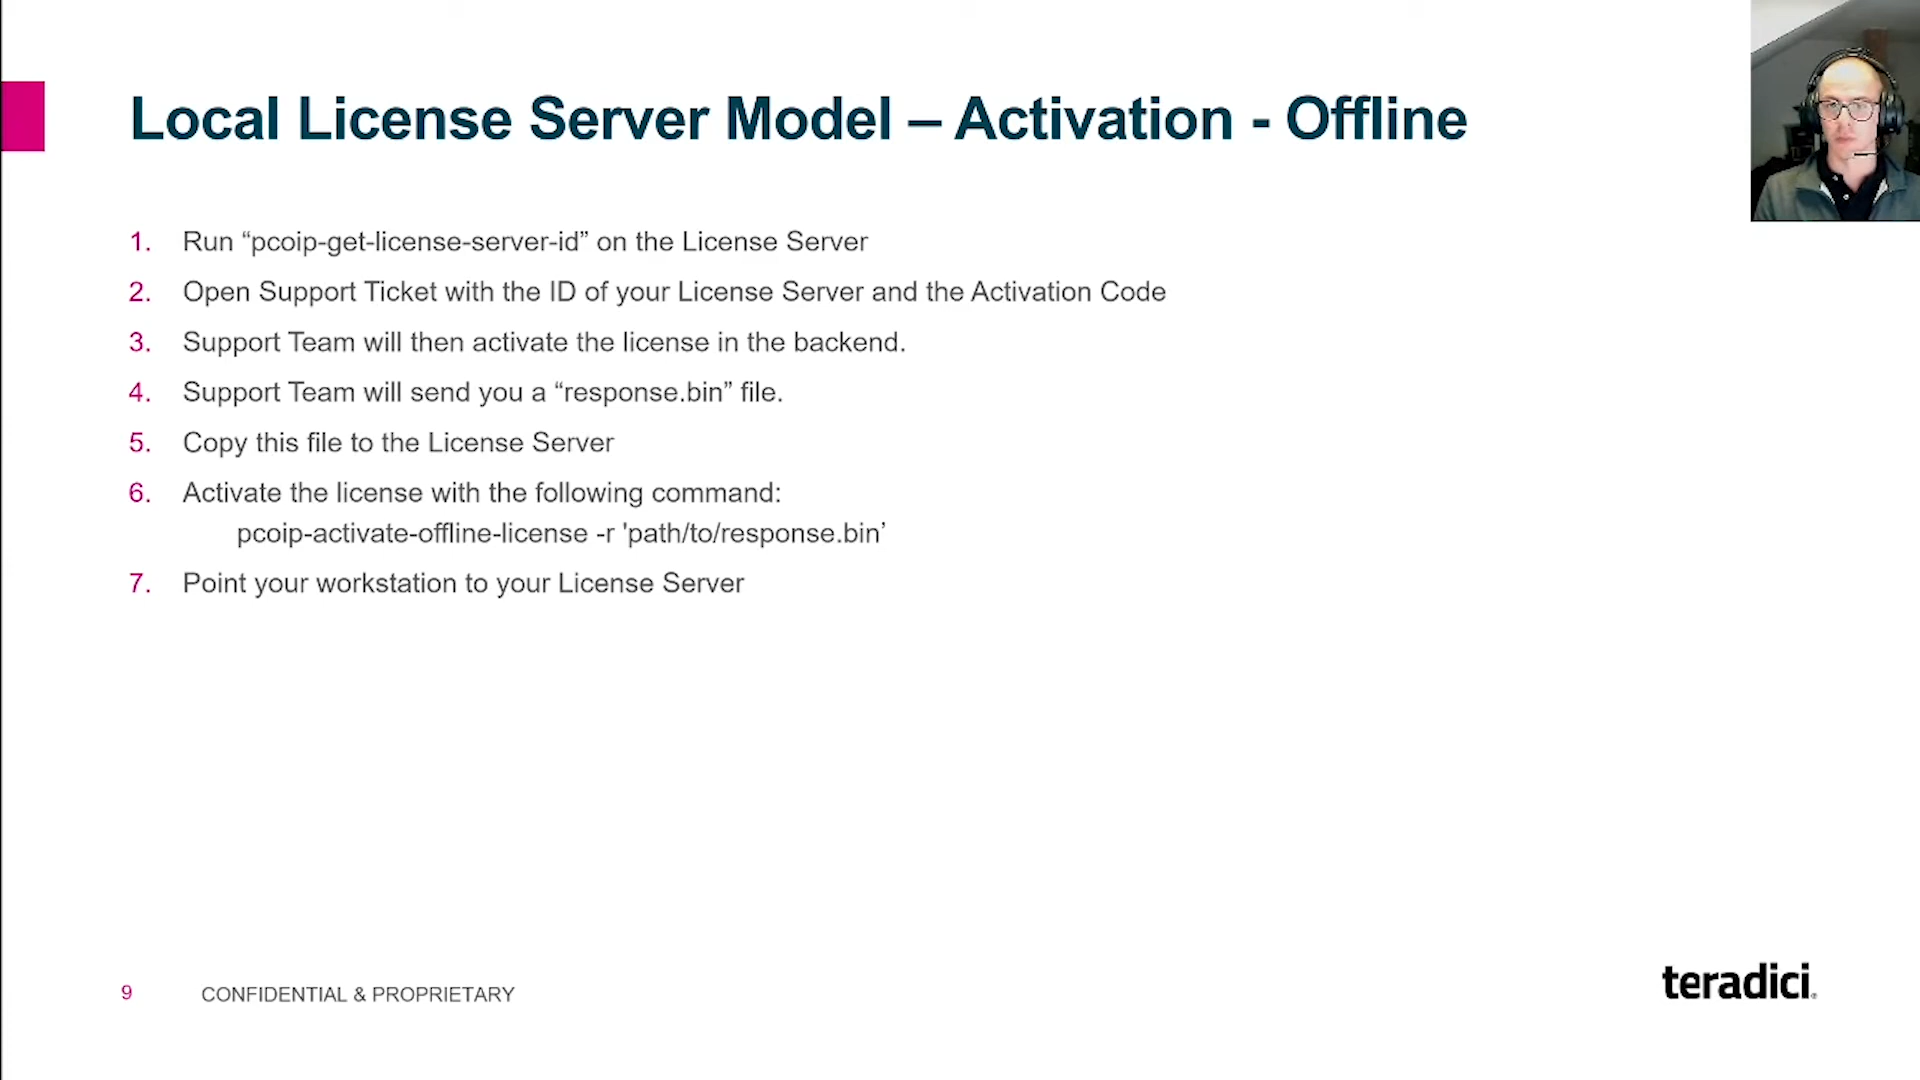 Local License Server Model – Activation - Offline
1. Run “pcoip-get-license-server-id” on the License Server
2. Open Support Ticket with the ID of your License Server and the Activation Code
3. Support Team will then activate the license in the backend.
4. Support Team will send you a “response.bin” file.
5. Copy this file to the License Server
6. Activate the license with the following command:
pcoip-activate-offline-license -r 'path/to/response.bin’
7. Point your workstation to your License Server
9 CONFIDENTIAL & PROPRIETARY
teradici